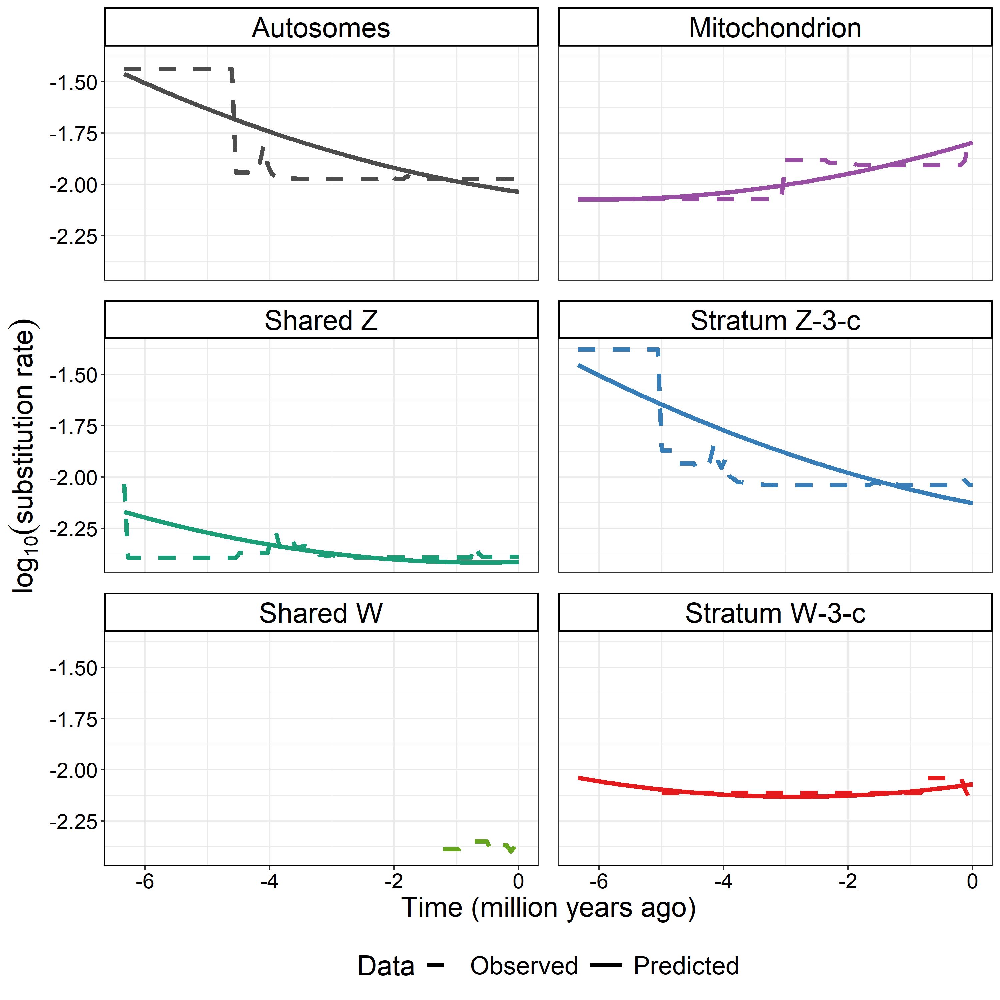 Autosomes
Mitochondrion
-1.50
-1.75
-2.00
-2.25
Shared Z
Stratum Z-3-c
-1.50
-1.75
-2.00
-2.25
log10(substitution rate)
Shared W
Stratum W-3-c
-1.50
-1.75
-2.00
-2.25
-6 -4 -2 0 -6 -4 -2 0
Time (million years ago)
Data Observed Predicted